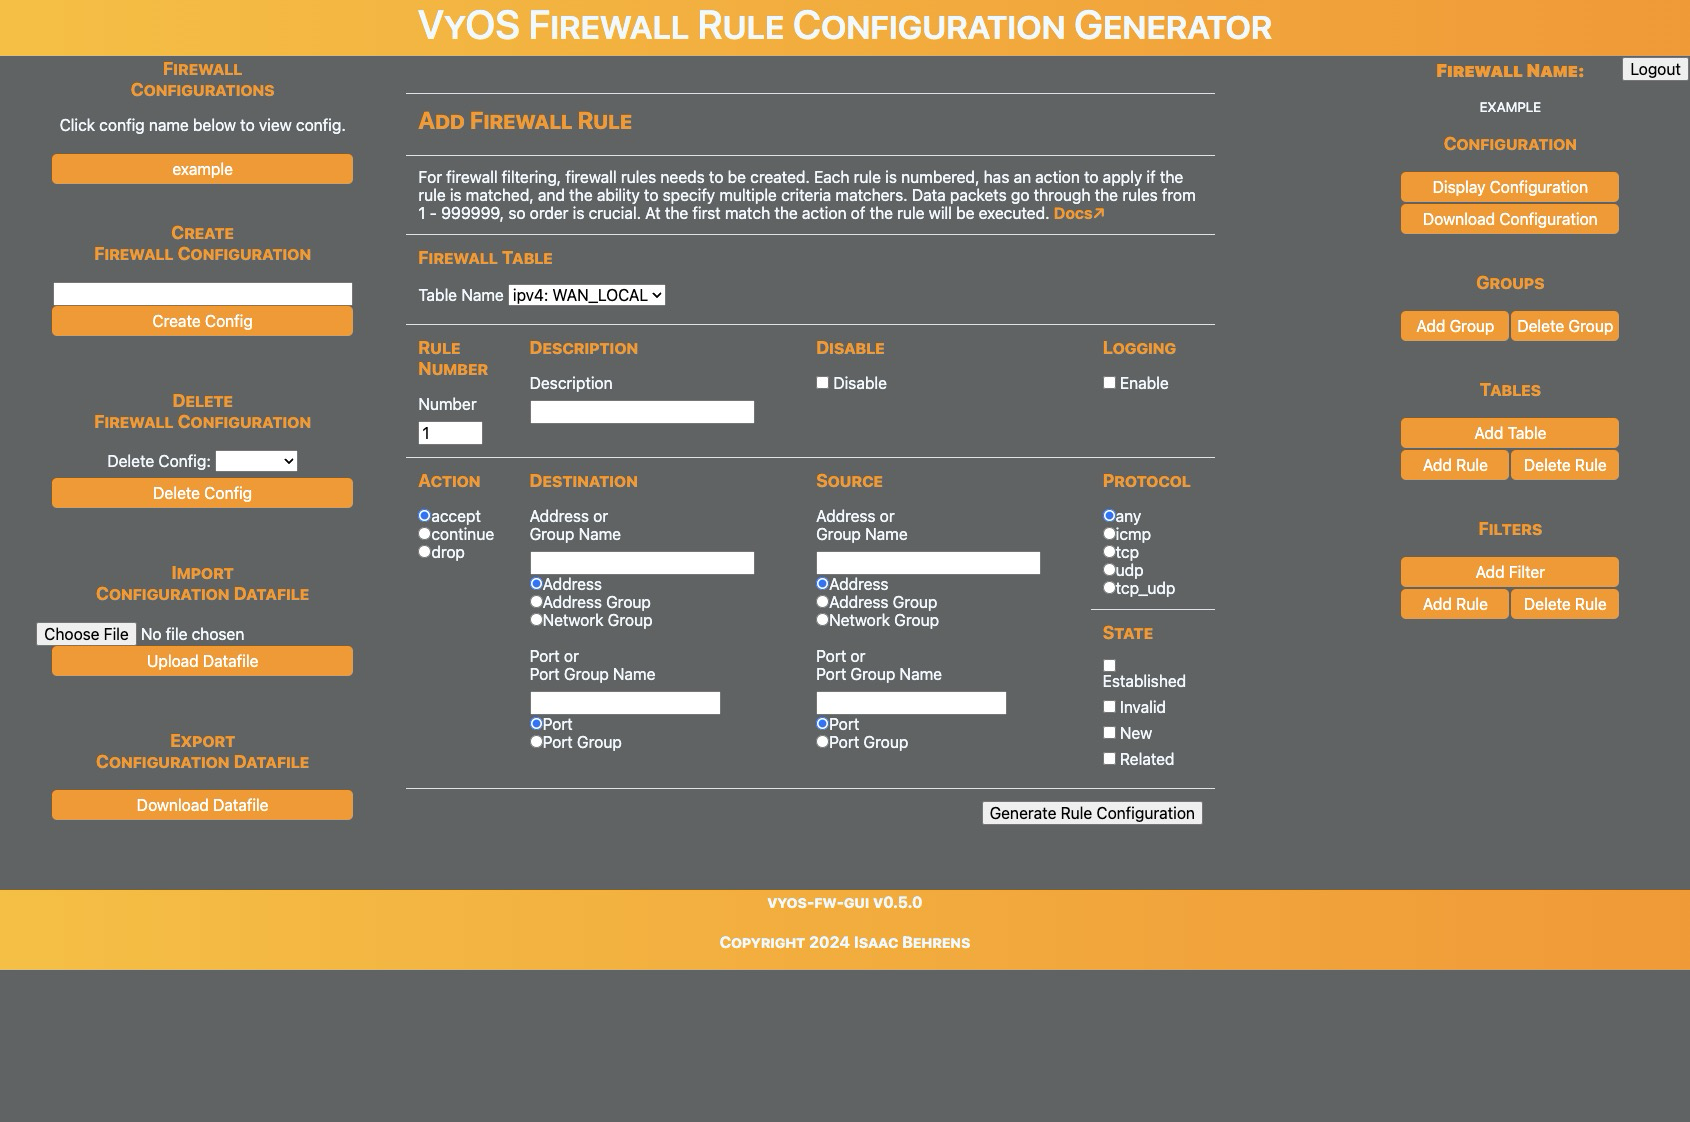 VyOS Firewall Rule Configuration Generator
Firewall
Configurations
Click config name below to view config.
example
Create
Firewall Configuration
Create Config
Delete
Firewall Configuration
Delete Config:
Delete Config
Import
Configuration Datafile
Choose File No file chosen
Upload Datafile
Export
Configuration Datafile
Download Datafile
Add Firewall Rule
For firewall filtering, firewall rules needs to be created. Each rule is numbered, has an action to apply if the
rule is matched, and the ability to specify multiple criteria matchers. Data packets go through the rules from
1 - 999999, so order is crucial. At the first match the action of the rule will be executed. Docs↗
Firewall Table
Table Name ipv4: WAN_LOCAL
Rule
Number
Number
1
Description
Description
Disable
Disable
Logging
Enable
Action
accept
continue
drop
Destination
Address or
Group Name
Address
Address Group
Network Group
Port or
Port Group Name
Port
Port Group
Source
Address or
Group Name
Address
Address Group
Network Group
Port or
Port Group Name
Port
Port Group
Protocol
any
icmp
tcp
udp
tcp_udp
State
Established
Invalid
New
Related
Generate Rule Configuration
Firewall Name:
Logout
EXAMPLE
Configuration
Display Configuration
Download Configuration
Groups
Add Group Delete Group
Tables
Add Table
Add Rule Delete Rule
Filters
Add Filter
Add Rule Delete Rule
vyos-fw-gui v0.5.0
Copyright 2024 Isaac Behrens